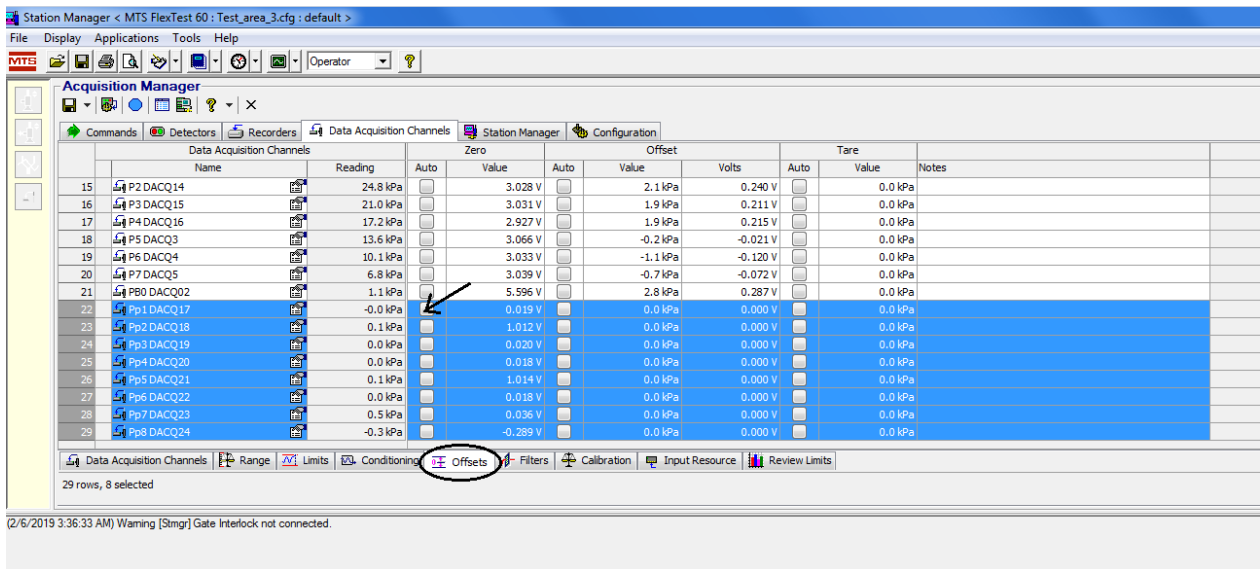 Station Manager < MTS FlexTest 60 : Test_area_3.cfg : default >
File Display Applications Tools Help
MTS Operator ?
Acquisition Manager
Commands Detectors Recorders Data Acquisition Channels Station Manager Configuration
Data Acquisition Channels Zero Offset Tare
Name Reading Auto Value Auto Value Volts Auto Value Notes
15 P2 DACQ14 24.8 kPa 3.028 V 2.1 kPa 0.240 V 0.0 kPa
16 P3 DACQ15 21.0 kPa 3.031 V 1.9 kPa 0.211 V 0.0 kPa
17 P4 DACQ16 17.2 kPa 2.927 V 1.9 kPa 0.215 V 0.0 kPa
18 P5 DACQ3 13.6 kPa 3.066 V -0.2 kPa -0.021 V 0.0 kPa
19 P6 DACQ4 10.1 kPa 3.033 V -1.1 kPa -0.120 V 0.0 kPa
20 P7 DACQ5 6.8 kPa 3.039 V -0.7 kPa -0.072 V 0.0 kPa
21 PB0 DACQ02 1.1 kPa 5.596 V 2.8 kPa 0.287 V 0.0 kPa
22 Pp1 DACQ17 -0.0 kPa 0.019 V 0.0 kPa 0.000 V 0.0 kPa
23 Pp2 DACQ18 0.1 kPa 1.012 V 0.0 kPa 0.000 V 0.0 kPa
24 Pp3 DACQ19 0.0 kPa 0.020 V 0.0 kPa 0.000 V 0.0 kPa
25 Pp4 DACQ20 0.0 kPa 0.018 V 0.0 kPa 0.000 V 0.0 kPa
26 Pp5 DACQ21 0.1 kPa 1.014 V 0.0 kPa 0.000 V 0.0 kPa
27 Pp6 DACQ22 0.0 kPa 0.018 V 0.0 kPa 0.000 V 0.0 kPa
28 Pp7 DACQ23 0.5 kPa 0.036 V 0.0 kPa 0.000 V 0.0 kPa
29 Pp8 DACQ24 -0.3 kPa -0.289 V 0.0 kPa 0.000 V 0.0 kPa
Data Acquisition Channels Range Limits Conditioning Offsets Filters Calibration Input Resource Review Limits
29 rows, 8 selected
(2/6/2019 3:36:33 AM) Warning [Stmgr] Gate Interlock not connected.